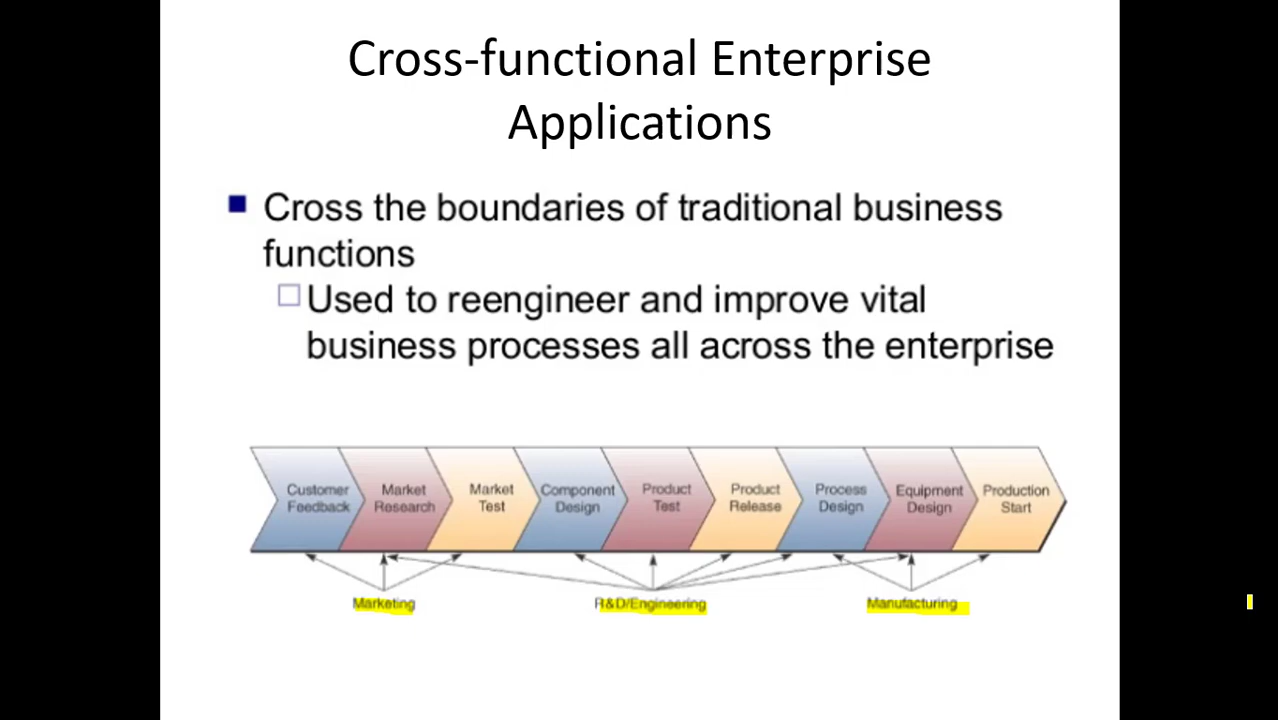 Cross-functional Enterprise
Applications
Cross the boundaries of traditional business
functions
Used to reengineer and improve vital
business processes all across the enterprise
Customer
Feedback
Market
Research
Market
Test
Component
Design
Product
Test
Product
Release
Process
Design
Equipment
Design
Production
Start
Marketing
R&D/Engineering
Manufacturing